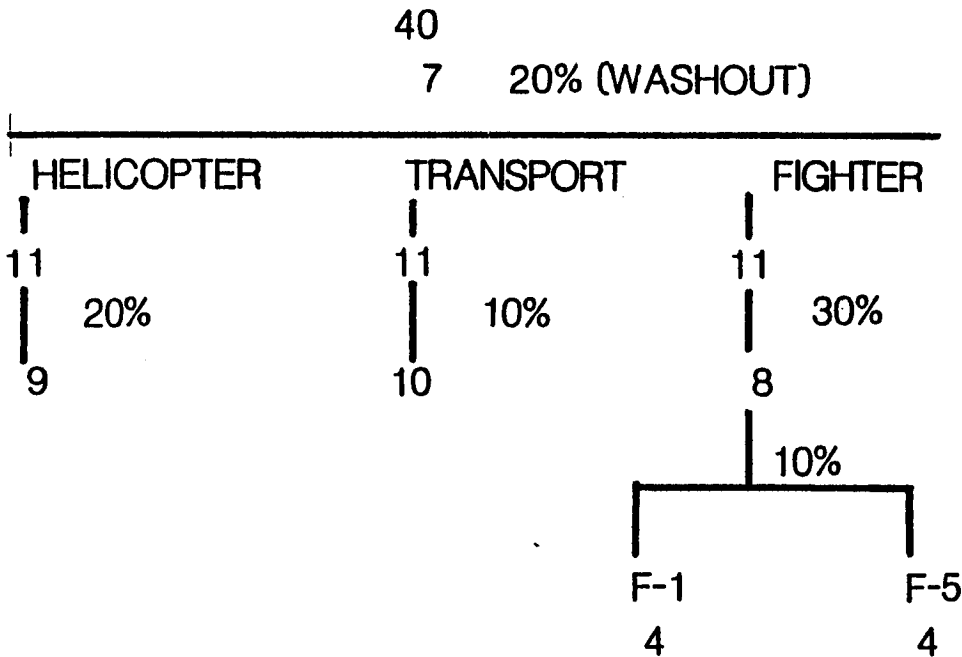 40
7 20% (WASHOUT)
HELICOPTER TRANSPORT FIGHTER
11 11 11
20% 10% 30%
9 10 8
10%
F-1 F-5
4 4